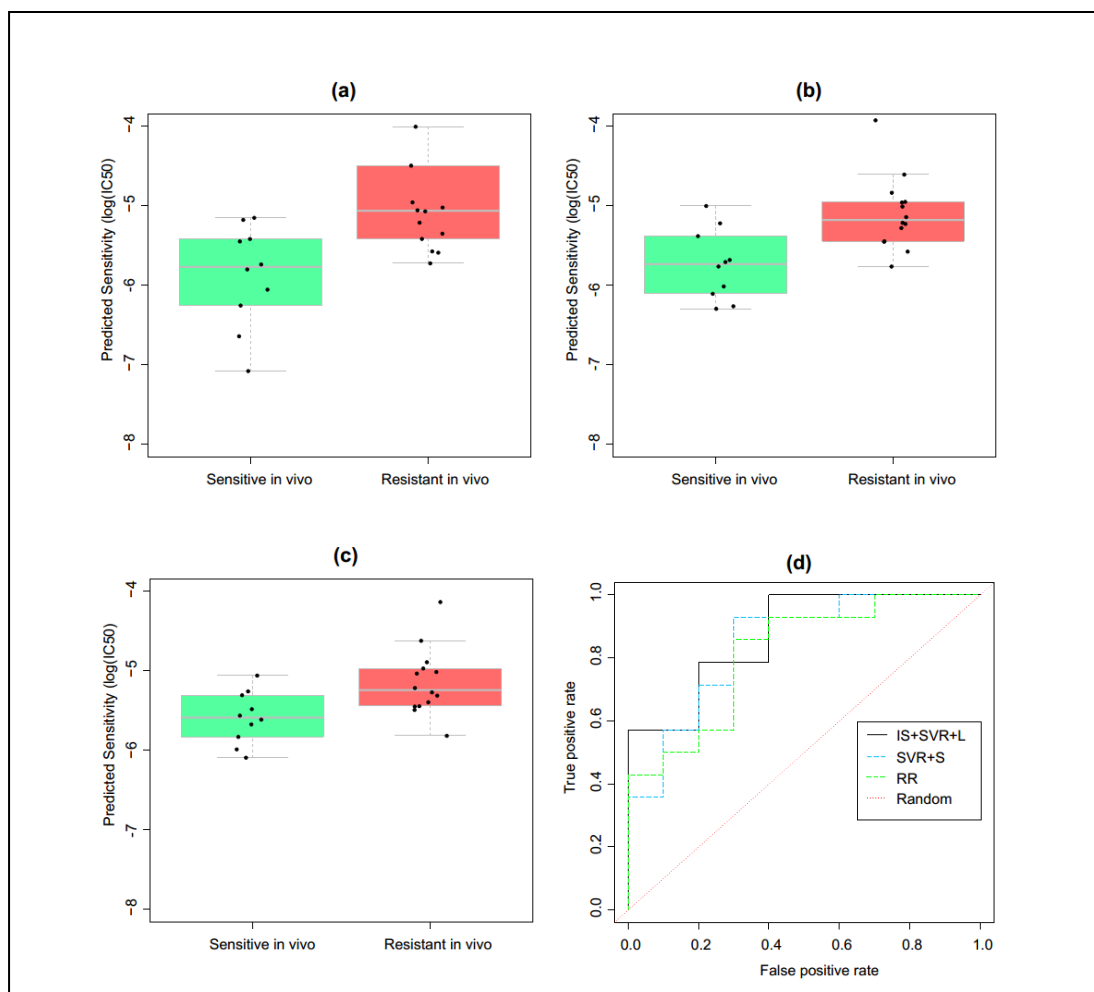 (a)
Predicted Sensitivity (log(IC50)
−4
−5
−6
−7
−8
Sensitive in vivo
Resistant in vivo
(b)
Predicted Sensitivity (log(IC50)
−4
−5
−6
−7
−8
Sensitive in vivo
Resistant in vivo
(c)
Predicted Sensitivity (log(IC50)
−4
−5
−6
−7
−8
Sensitive in vivo
Resistant in vivo
(d)
True positive rate
1.0
0.8
0.6
0.4
0.2
0.0
IS+SVR+L
SVR+S
RR
Random
0.0 0.2 0.4 0.6 0.8 1.0
False positive rate